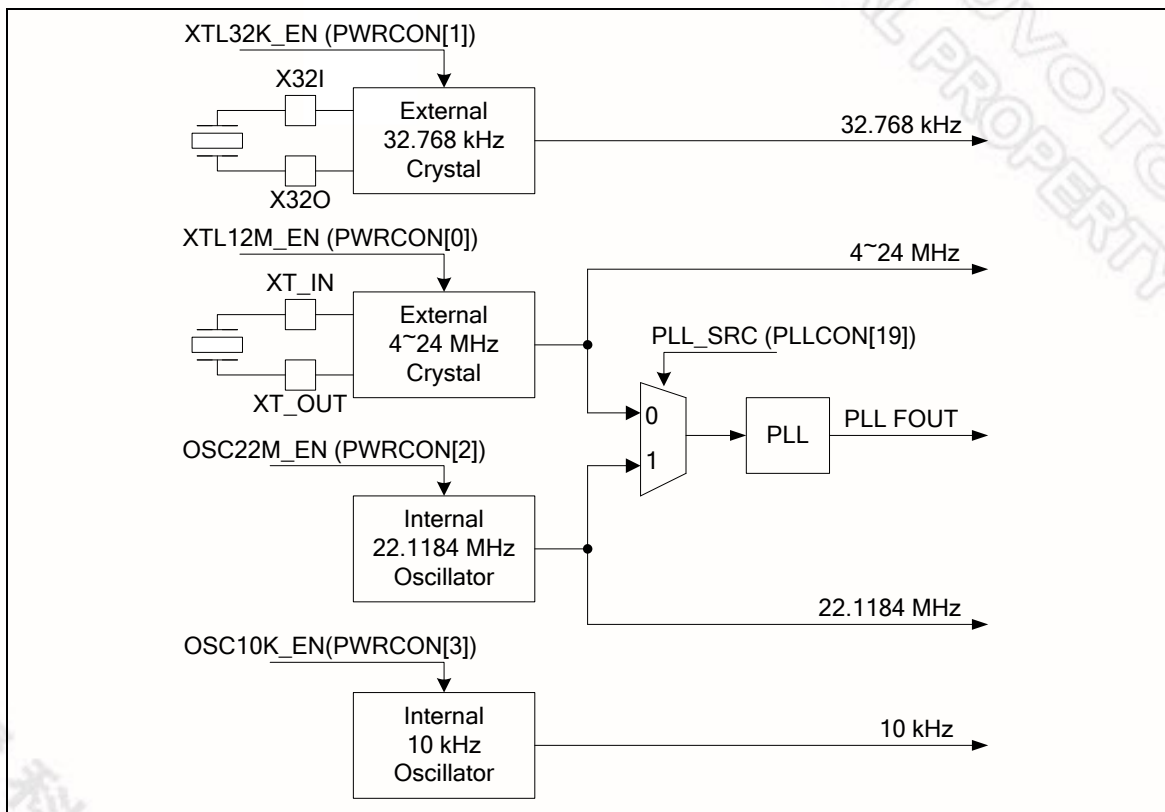 XTL32K_EN (PWRCON[1])
X32I
External
32.768 kHz
Crystal
32.768 kHz
X32O
XTL12M_EN (PWRCON[0])
XT_IN
External
4~24 MHz
Crystal
4~24 MHz
XT_OUT
PLL_SRC (PLLCON[19])
0
1
PLL
PLL FOUT
OSC22M_EN (PWRCON[2])
Internal
22.1184 MHz
Oscillator
22.1184 MHz
OSC10K_EN(PWRCON[3])
Internal
10 kHz
Oscillator
10 kHz
PROPERTY